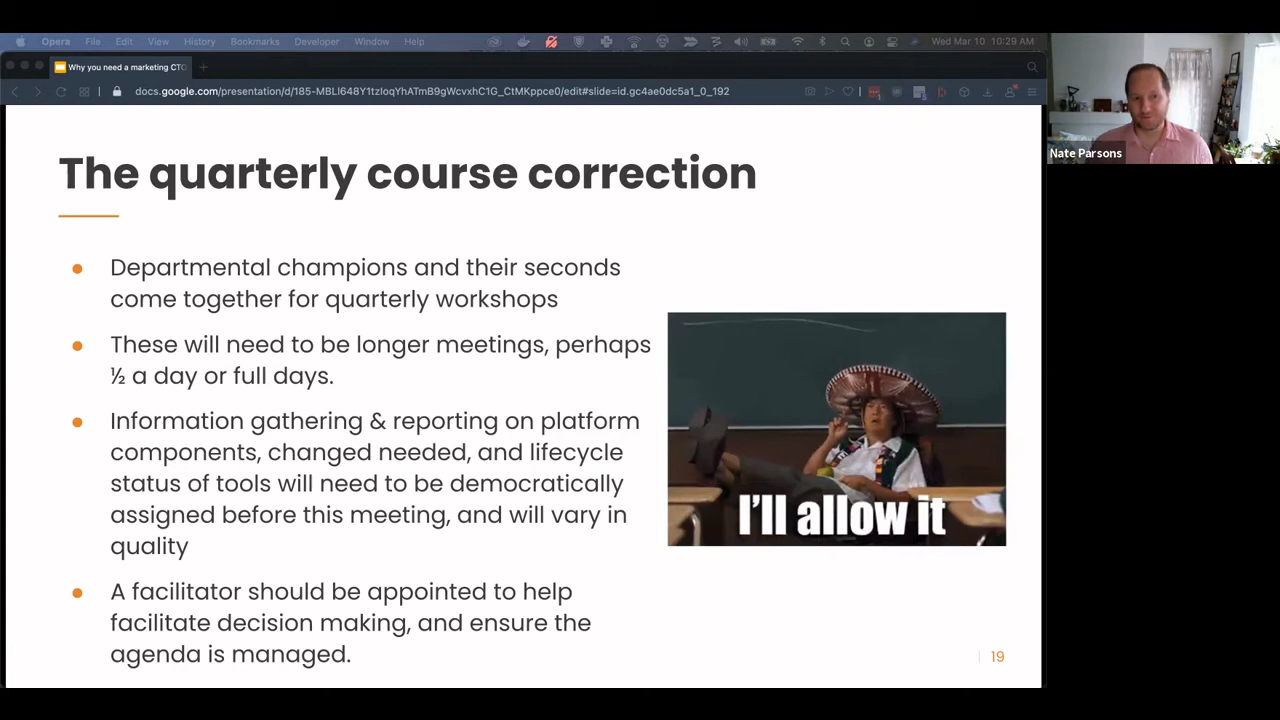 Opera File Edit View History Bookmarks Developer Window Help Wed Mar 10 10:29 AM
Why you need a marketing CTO
docs.google.com/presentation/d/185-MBLI648Y1tzIoqYhATmB9gWcvxhC1G_CtMKppce0/edit#slide=id.gc4ae0dc5a1_0_192
Nate Parsons
The quarterly course correction
● Departmental champions and their seconds
come together for quarterly workshops
● These will need to be longer meetings, perhaps
½ a day or full days.
● Information gathering & reporting on platform
components, changed needed, and lifecycle
status of tools will need to be democratically
assigned before this meeting, and will vary in
quality
● A facilitator should be appointed to help
facilitate decision making, and ensure the
agenda is managed.
I'll allow it
19